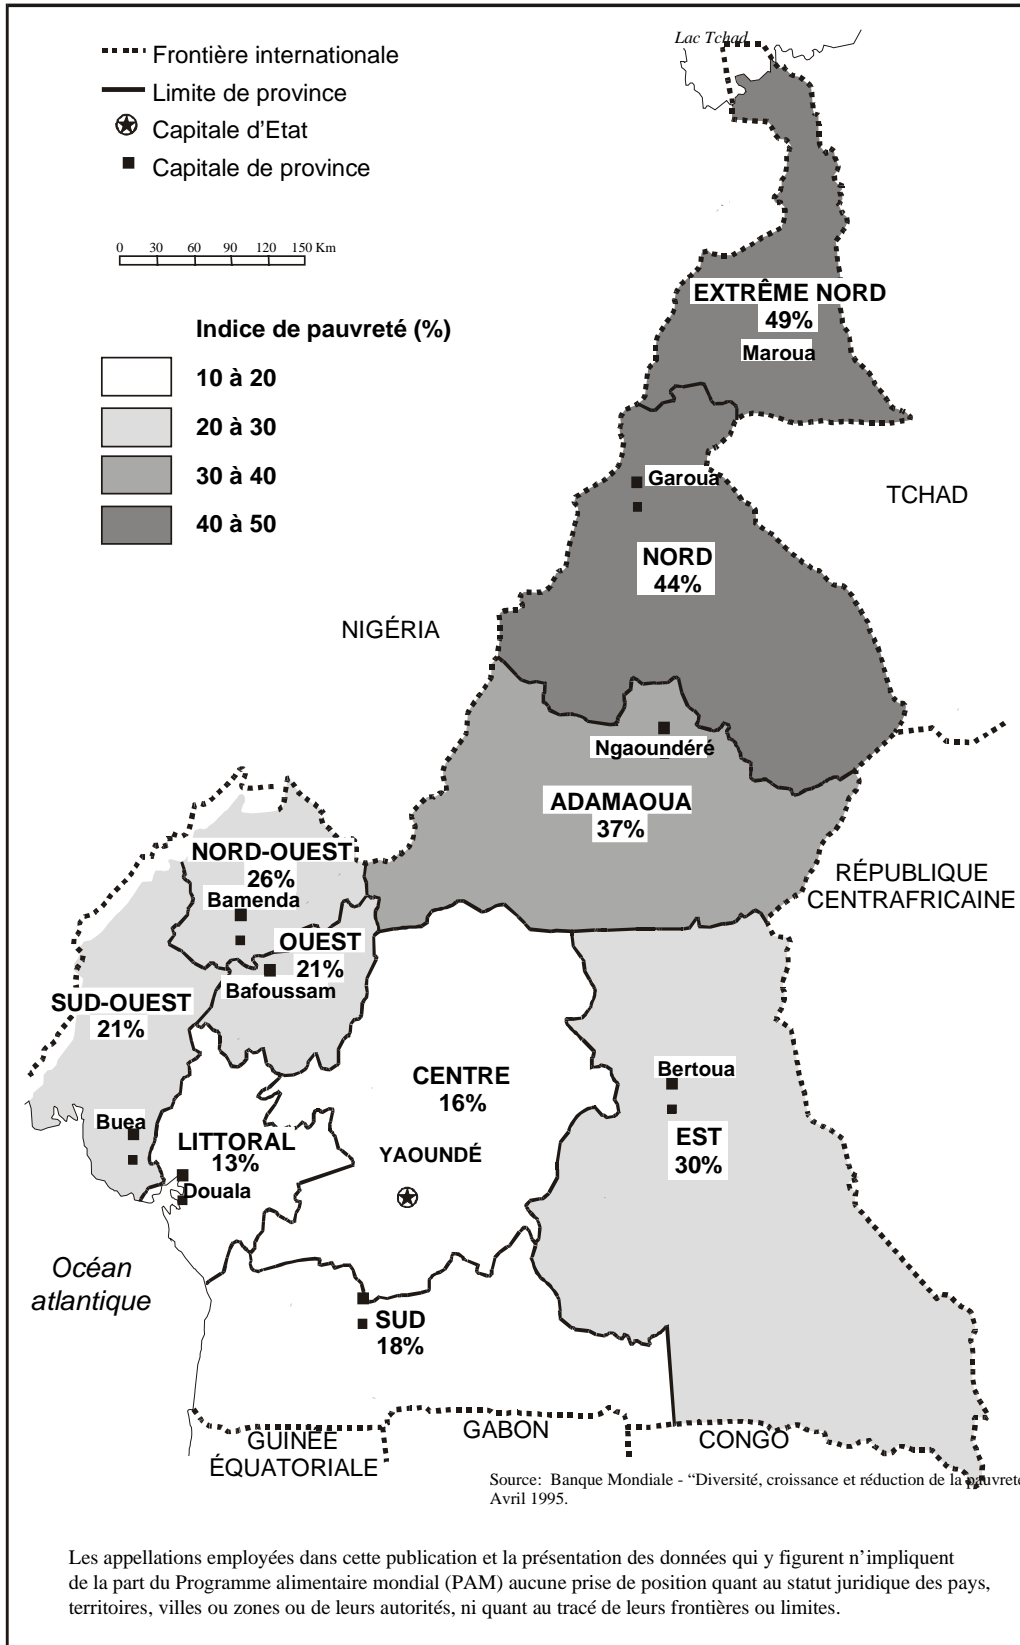 Lac Tchad
Frontière internationale
Limite de province
Capitale d'Etat
Capitale de province
0 30 60 90 120 150 Km
Indice de pauvreté (%)
10 à 20
20 à 30
30 à 40
40 à 50
EXTRÊME NORD
49%
Maroua
Garoua
TCHAD
NORD
44%
NIGÉRIA
Ngaoundéré
ADAMAOUA
37%
RÉPUBLIQUE
CENTRAFRICAINE
NORD-OUEST
26%
Bamenda
OUEST
21%
Bafoussam
SUD-OUEST
21%
CENTRE
16%
Bertoua
Buea
LITTORAL
13%
YAOUNDÉ
EST
30%
Douala
Océan
atlantique
SUD
18%
GUINÉE
ÉQUATORIALE
GABON
CONGO
Source: Banque Mondiale - “Diversité, croissance et réduction de la pauvreté
Avril 1995.
Les appellations employées dans cette publication et la présentation des données qui y figurent n’impliquent
de la part du Programme alimentaire mondial (PAM) aucune prise de position quant au statut juridique des pays,
territoires, villes ou zones ou de leurs autorités, ni quant au tracé de leurs frontières ou limites.